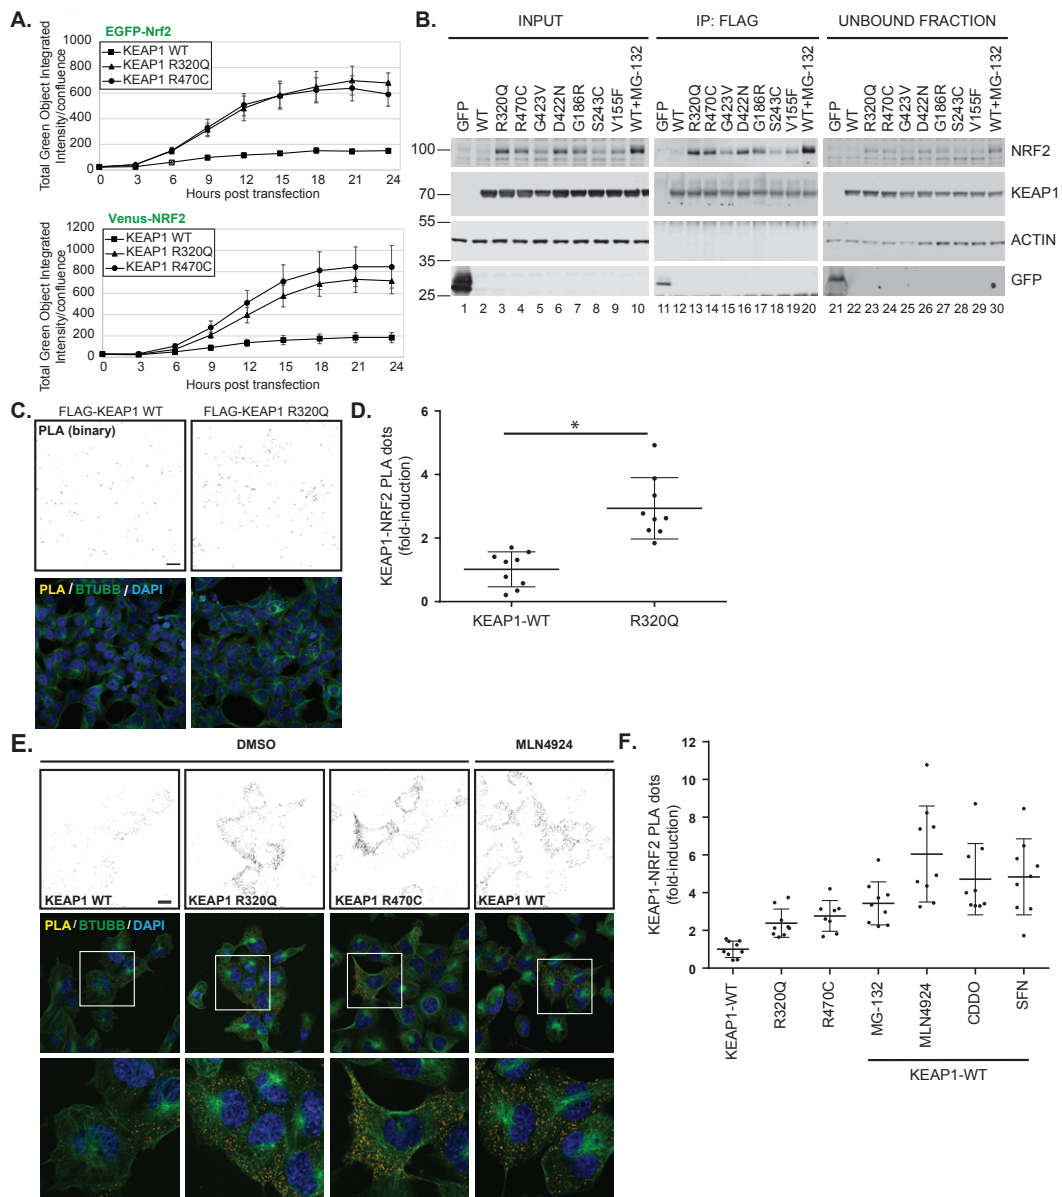 A.
EGFP-Nrf2
KEAP1 WT
KEAP1 R320Q
KEAP1 R470C
Total Green Object Integrated
Intensity/confluence
1000
800
600
400
200
0
0 3 6 9 12 15 18 21 24
Hours post transfection
Venus-NRF2
KEAP1 WT
KEAP1 R320Q
KEAP1 R470C
Total Green Object Integrated
Intensity/confluence
1200
1000
800
600
400
200
0
0 3 6 9 12 15 18 21 24
Hours post transfection
B.
INPUT IP: FLAG UNBOUND FRACTION
GFP WT R320Q R470C G423V D422N G186R S243C V155F WT+MG-132
GFP WT R320Q R470C G423V D422N G186R S243C V155F WT+MG-132
GFP WT R320Q R470C G423V D422N G186R S243C V155F WT+MG-132
100 NRF2
70 KEAP1
55
ACTIN
35
GFP
25
1 2 3 4 5 6 7 8 9 10 11 12 13 14 15 16 17 18 19 20 21 22 23 24 25 26 27 28 29 30
C.
FLAG-KEAP1 WT FLAG-KEAP1 R320Q
PLA (binary)
PLA / BTUBB / DAPI
D.
KEAP1-NRF2 PLA dots
(fold-induction)
6
4
2
0
*
KEAP1-WT R320Q
E.
DMSO MLN4924
KEAP1 WT KEAP1 R320Q KEAP1 R470C KEAP1 WT
PLA / BTUBB / DAPI
F.
KEAP1-NRF2 PLA dots
(fold-induction)
12
10
8
6
4
2
0
KEAP1-WT R320Q R470C MG-132 MLN4924 CDDO SFN
KEAP1-WT